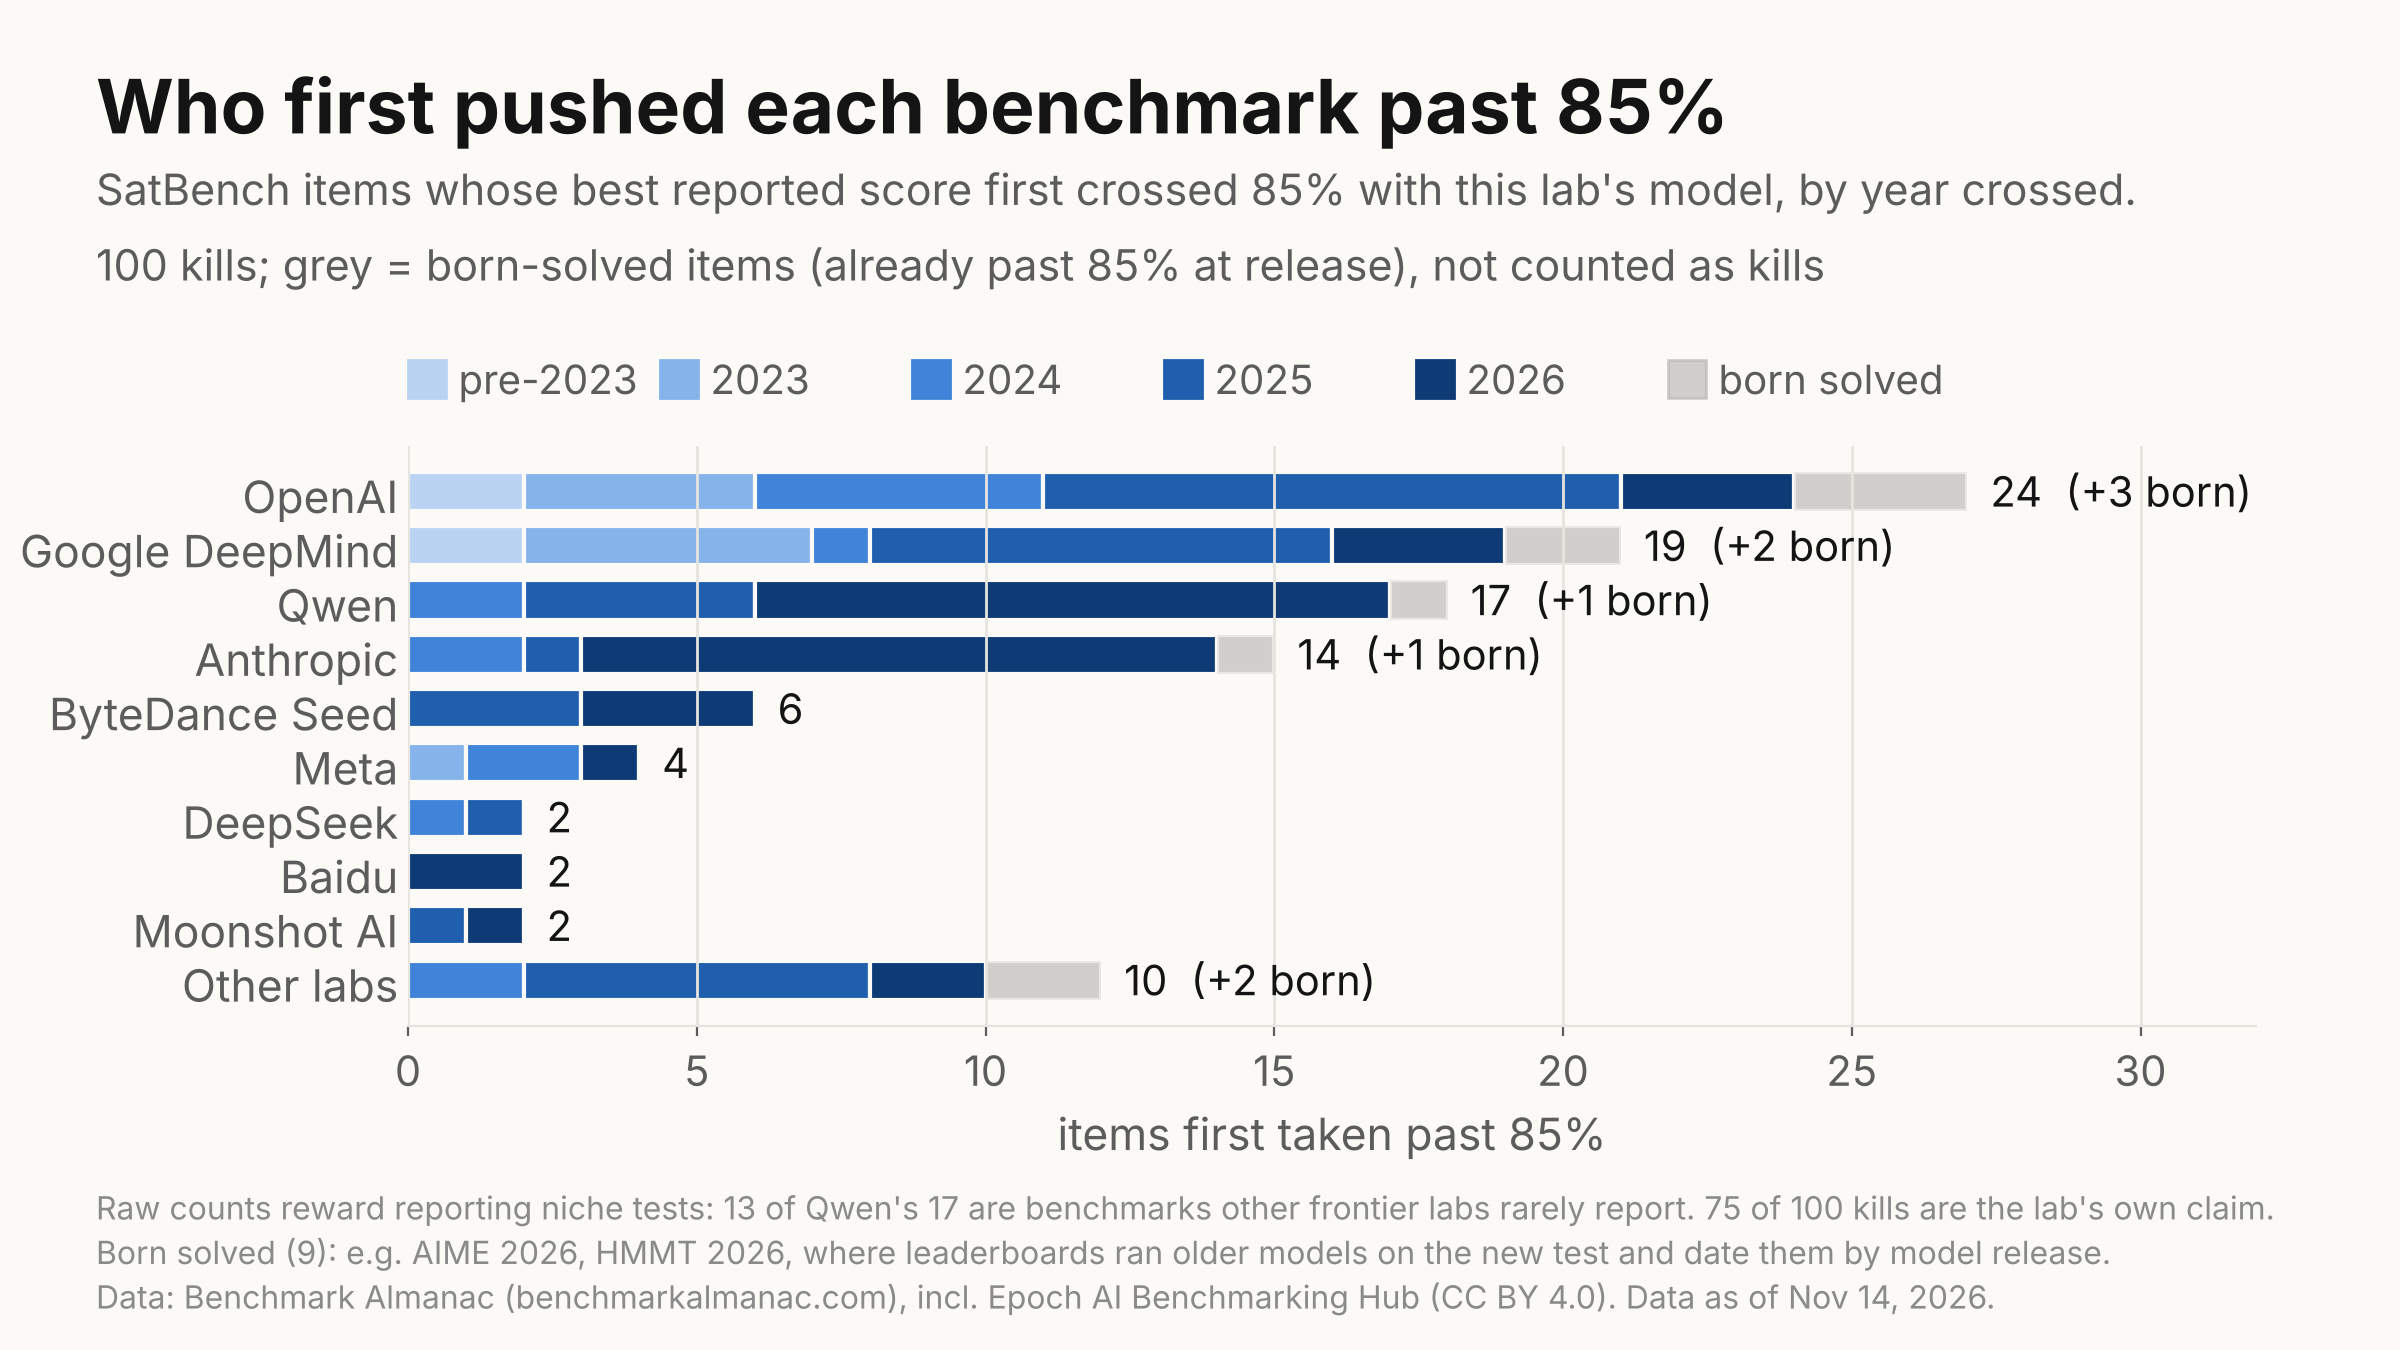 Who first pushed each benchmark past 85%
SatBench items whose best reported score first crossed 85% with this lab's model, by year crossed.
100 kills; grey = born-solved items (already past 85% at release), not counted as kills
pre-2023 2023 2024 2025 2026 born solved
OpenAI 24 (+3 born)
Google DeepMind 19 (+2 born)
Qwen 17 (+1 born)
Anthropic 14 (+1 born)
ByteDance Seed 6
Meta 4
DeepSeek 2
Baidu 2
Moonshot AI 2
Other labs 10 (+2 born)
0 5 10 15 20 25 30
items first taken past 85%
Raw counts reward reporting niche tests: 13 of Qwen's 17 are benchmarks other frontier labs rarely report. 75 of 100 kills are the lab's own claim.
Born solved (9): e.g. AIME 2026, HMMT 2026, where leaderboards ran older models on the new test and date them by model release.
Data: Benchmark Almanac (benchmarkalmanac.com), incl. Epoch AI Benchmarking Hub (CC BY 4.0). Data as of Nov 14, 2026.